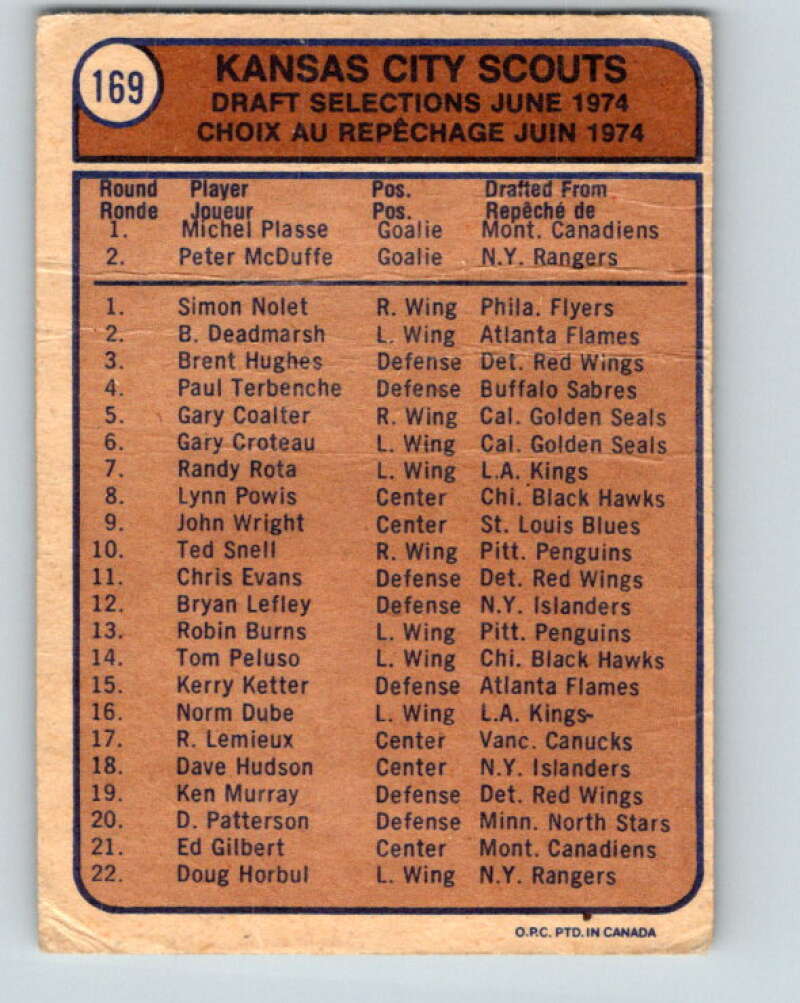 169
KANSAS CITY SCOUTS
DRAFT SELECTIONS JUNE 1974
CHOIX AU REPÊCHAGE JUIN 1974
Round Player Pos. Drafted From
Ronde Joueur Pos. Repêché de
1. Michel Plasse Goalie Mont. Canadiens
2. Peter McDuffe Goalie N.Y. Rangers
1. Simon Nolet R. Wing Phila. Flyers
2. B. Deadmarsh L. Wing Atlanta Flames
3. Brent Hughes Defense Det. Red Wings
4. Paul Terbenche Defense Buffalo Sabres
5. Gary Coalter R. Wing Cal. Golden Seals
6. Gary Croteau L. Wing Cal. Golden Seals
7. Randy Rota L. Wing L.A. Kings
8. Lynn Powis Center Chi. Black Hawks
9. John Wright Center St. Louis Blues
10. Ted Snell R. Wing Pitt. Penguins
11. Chris Evans Defense Det. Red Wings
12. Bryan Lefley Defense N.Y. Islanders
13. Robin Burns L. Wing Pitt. Penguins
14. Tom Peluso L. Wing Chi. Black Hawks
15. Kerry Ketter Defense Atlanta Flames
16. Norm Dube L. Wing L.A. Kings
17. R. Lemieux Center Vanc. Canucks
18. Dave Hudson Center N.Y. Islanders
19. Ken Murray Defense Det. Red Wings
20. D. Patterson Defense Minn. North Stars
21. Ed Gilbert Center Mont. Canadiens
22. Doug Horbul L. Wing N.Y. Rangers
O.P.C. PTD. IN CANADA